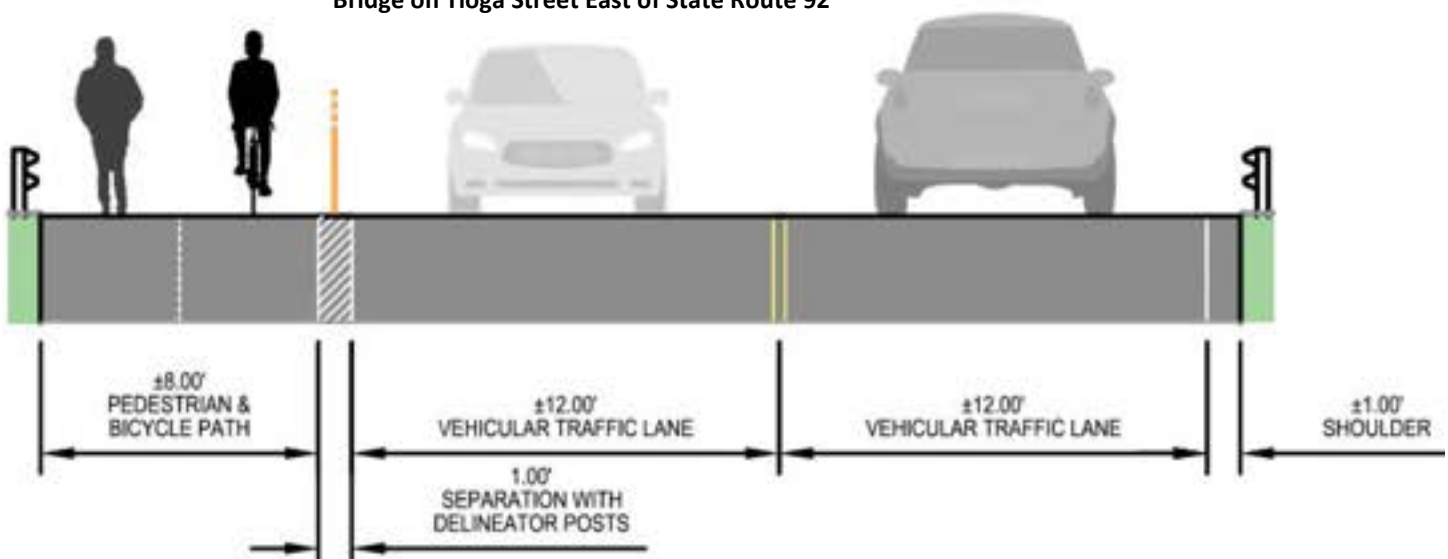 Bridge on Tioga Street East of State Route 92
±8.00'
PEDESTRIAN &
BICYCLE PATH
±12.00'
VEHICULAR TRAFFIC LANE
±12.00'
VEHICULAR TRAFFIC LANE
±1.00'
SHOULDER
1.00'
SEPARATION WITH
DELINEATOR POSTS